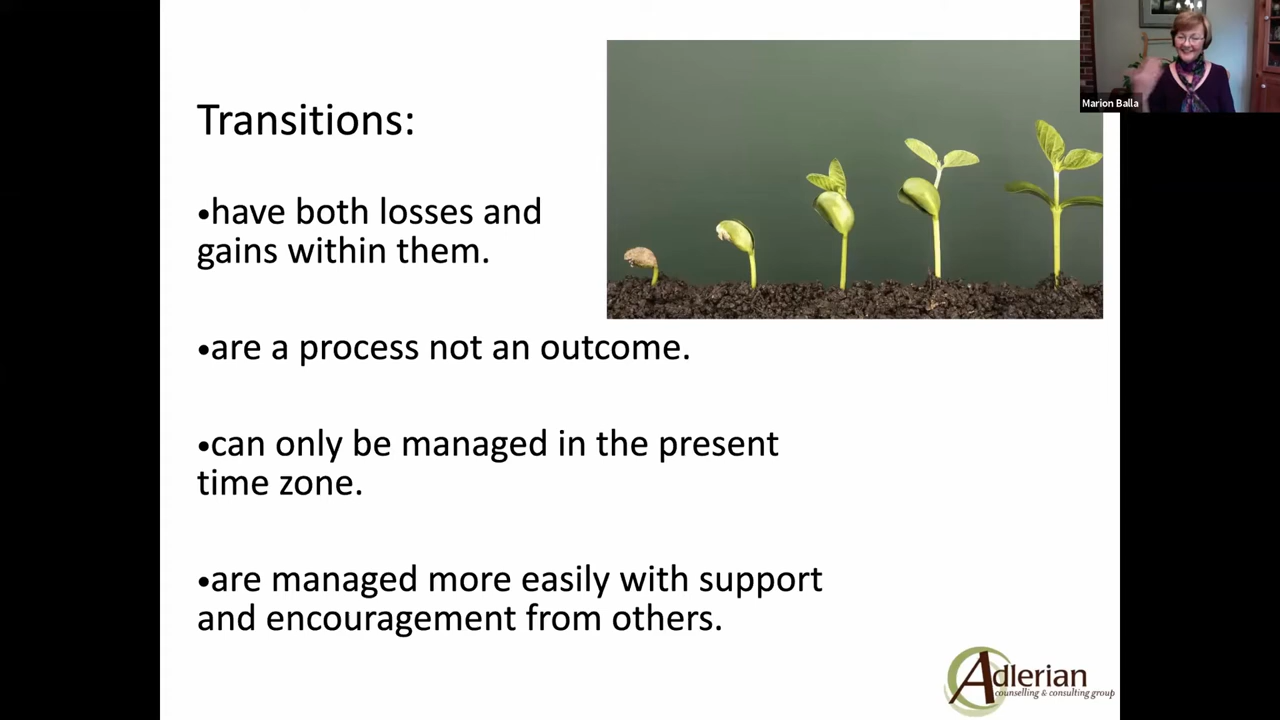 Marion Balla
Transitions:
•have both losses and
gains within them.
•are a process not an outcome.
•can only be managed in the present
time zone.
•are managed more easily with support
and encouragement from others.
Adlerian
counselling & consulting group